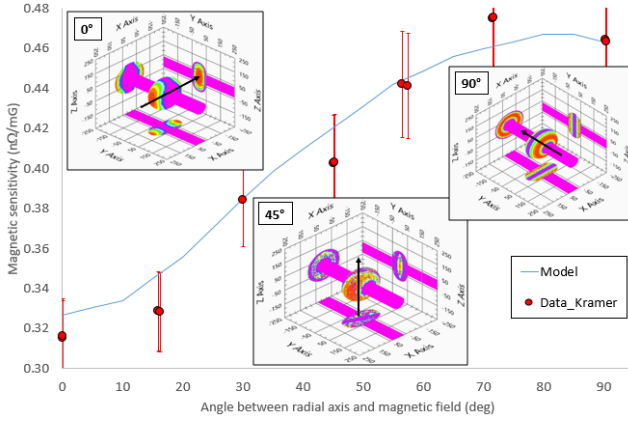 0.48
0.46
0.44
0.42
0.40
0.38
0.36
0.34
0.32
0.30
Magnetic sensitivity (nΩ/mG)
0
10
20
30
40
50
60
70
80
90
Angle between radial axis and magnetic field (deg)
0°
X Axis
Y Axis
Z Axis
Z Axis
Y Axis
X Axis
45°
X Axis
Y Axis
Z Axis
Z Axis
Y Axis
X Axis
90°
X Axis
Y Axis
Z Axis
Z Axis
Y Axis
X Axis
Model
Data_Kramer